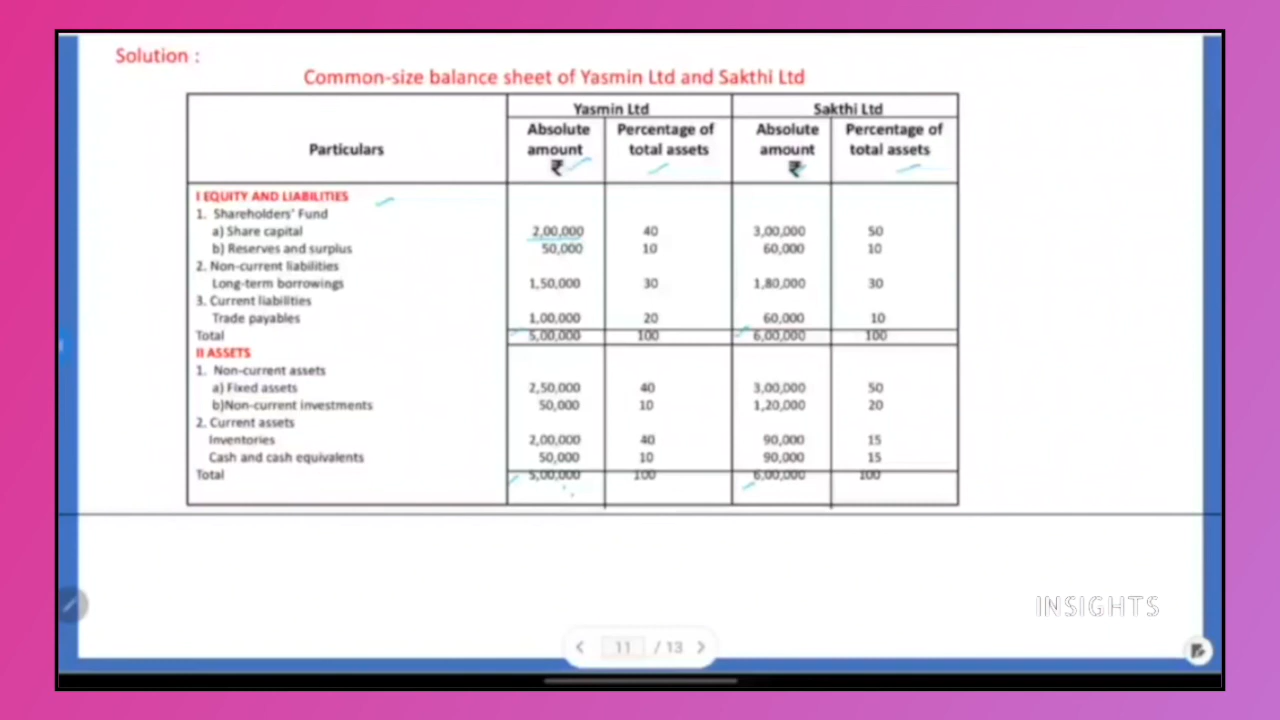 Solution :
Common-size balance sheet of Yasmin Ltd and Sakthi Ltd
Particulars Yasmin Ltd Sakthi Ltd
Absolute amount ₹ Percentage of total assets Absolute amount ₹ Percentage of total assets
I EQUITY AND LIABILITIES
1. Shareholders' Fund
a) Share capital 2,00,000 40 3,00,000 50
b) Reserves and surplus 50,000 10 60,000 10
2. Non-current liabilities
Long-term borrowings 1,50,000 30 1,80,000 30
3. Current liabilities
Trade payables 1,00,000 20 60,000 10
Total 5,00,000 100 6,00,000 100
II ASSETS
1. Non-current assets
a) Fixed assets 2,50,000 40 3,00,000 50
b)Non-current investments 50,000 10 1,20,000 20
2. Current assets
Inventories 2,00,000 40 90,000 15
Cash and cash equivalents 50,000 10 90,000 15
Total 5,00,000 100 6,00,000 100
INSIGHTS
< 11 / 13 >